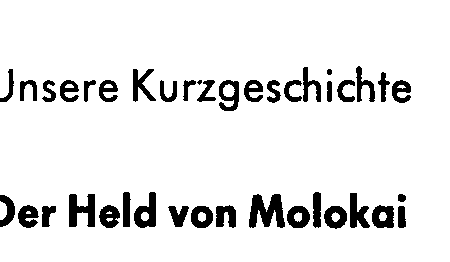 Unsere Kurzgeschichte
Der Held von Molokai